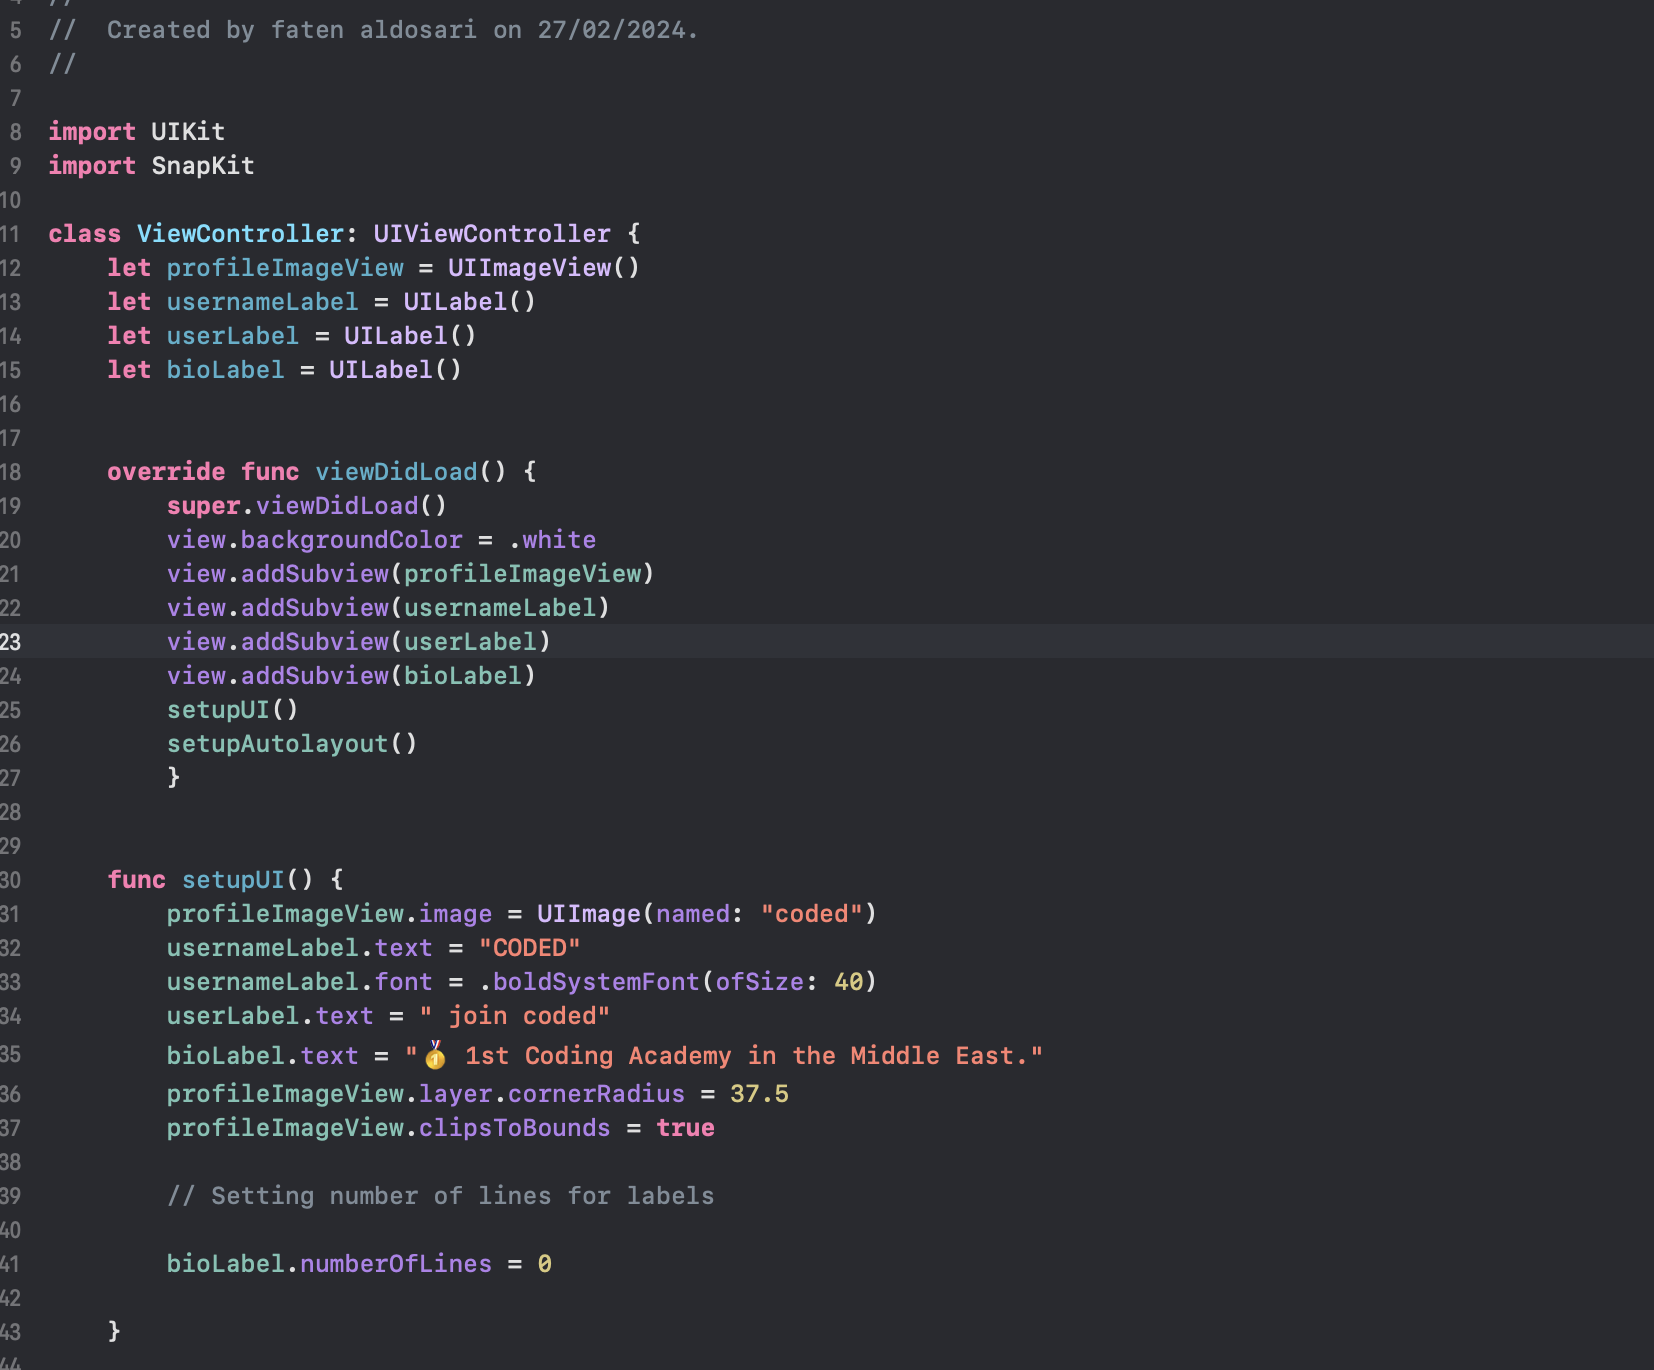 //
5 //  Created by faten aldosari on 27/02/2024.
6 //
7
8 import UIKit
9 import SnapKit
10
11 class ViewController: UIViewController {
12     let profileImageView = UIImageView()
13     let usernameLabel = UILabel()
14     let userLabel = UILabel()
15     let bioLabel = UILabel()
16
17
18     override func viewDidLoad() {
19         super.viewDidLoad()
20         view.backgroundColor = .white
21         view.addSubview(profileImageView)
22         view.addSubview(usernameLabel)
23         view.addSubview(userLabel)
24         view.addSubview(bioLabel)
25         setupUI()
26         setupAutolayout()
27         }
28
29
30     func setupUI() {
31         profileImageView.image = UIImage(named: "coded")
32         usernameLabel.text = "CODED"
33         usernameLabel.font = .boldSystemFont(ofSize: 40)
34         userLabel.text = " join coded"
35         bioLabel.text = "🥇 1st Coding Academy in the Middle East."
36         profileImageView.layer.cornerRadius = 37.5
37         profileImageView.clipsToBounds = true
38
39         // Setting number of lines for labels
40
41         bioLabel.numberOfLines = 0
42
43     }
44